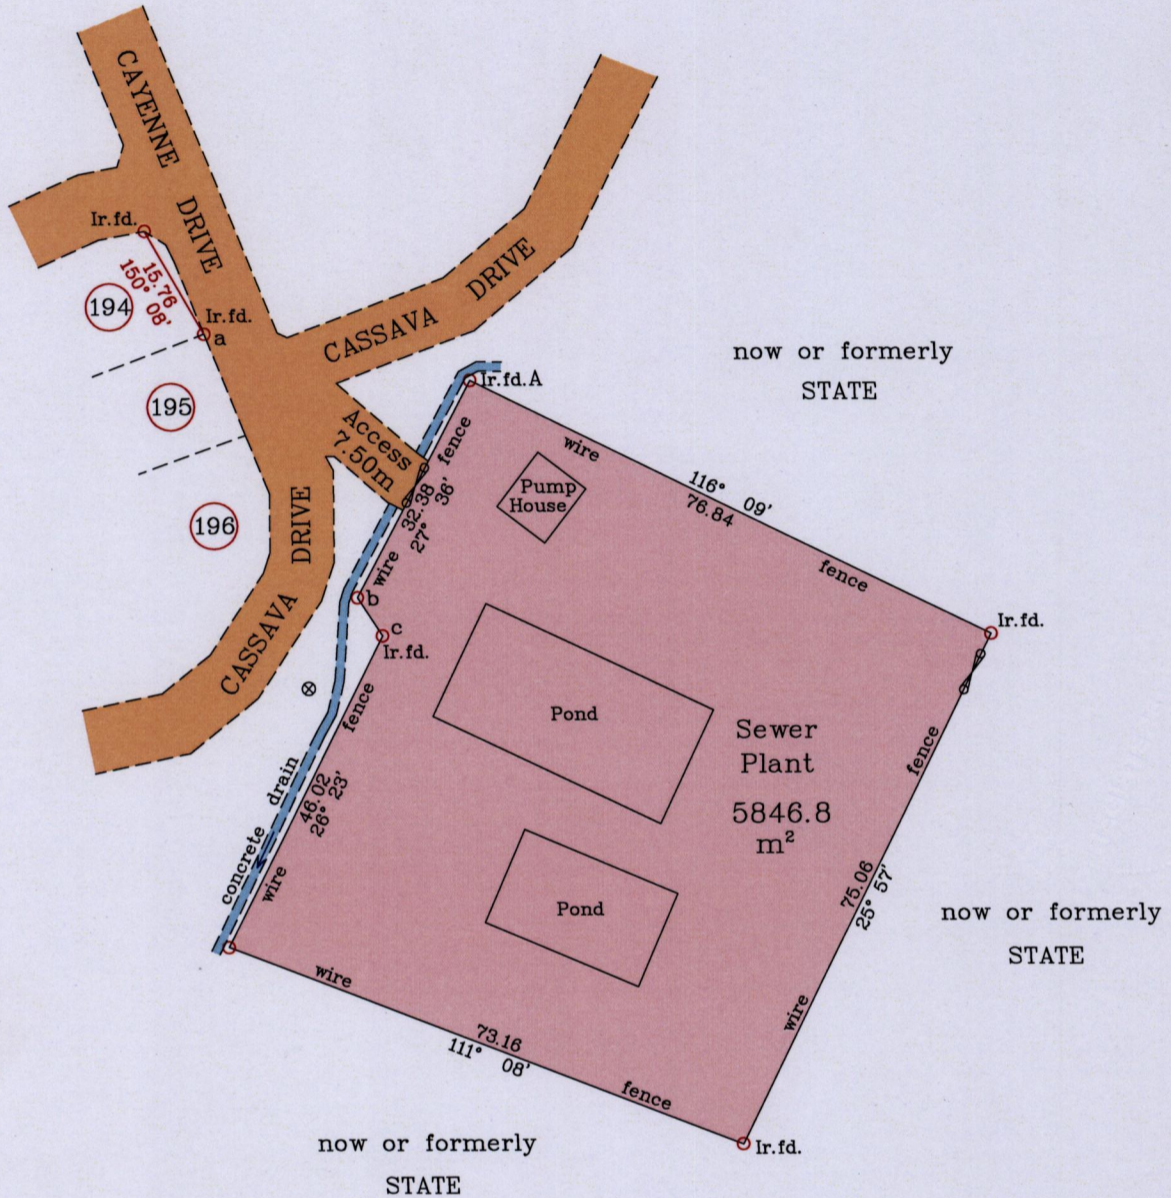 CAYENNE DRIVE
Ir.fd.
15.76
150° 08'
194
Ir.fd.
a
195
196
CASSAVA DRIVE
CASSAVA DRIVE
Access
7.50m
Ir.fd.A
now or formerly
STATE
wire
116° 09'
76.84
fence
Pump
House
fence
32.38
27° 36'
wire
b
c
Ir.fd.
Ir.fd.
Pond
Sewer
Plant
5846.8
m²
fence
75.06
25° 57'
wire
now or formerly
STATE
fence
46.02
26° 23'
wire
concrete drain
Pond
wire
73.16
111° 08'
fence
Ir.fd.
now or formerly
STATE